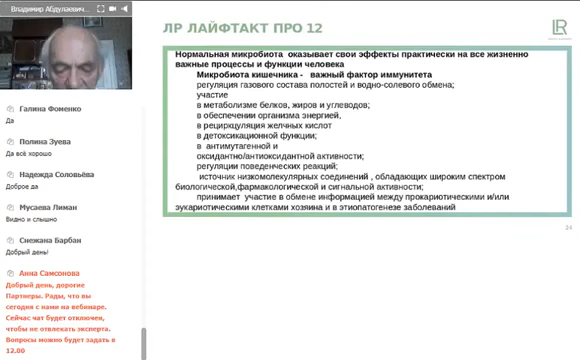 Владимир Абдулаевич...
ЛР ЛАЙФТАКТ ПРО 12
LR
Нормальная микробиота оказывает свои эффекты практически на все жизненно
важные процессы и функции человека
Микробиота кишечника - важный фактор иммунитета
регуляция газового состава полостей и водно-солевого обмена;
участие
в метаболизме белков, жиров и углеводов;
в обеспечении организма энергией,
в рециркуляция желчных кислот
в детоксикационной функции;
в антимутагенной и
оксидантно/антиоксидантной активности;
регуляции поведенческих реакций;
источник низкомолекулярных соединений , обладающих широким спектром
биологической,фармакологической и сигнальной активности;
принимает участие в обмене информацией между прокариотическими и/или
эукариотическими клетками хозяина и в этиопатогенезе заболеваний
24
Галина Фоменко
Да
Полина Зуева
Да всё хорошо
Надежда Соловьёва
Доброе да
Мусаева Лиман
Видно и слышно
Снежана Барбан
Добрый день!
Анна Самсонова
Добрый день, дорогие
Партнеры. Рады, что вы
сегодня с нами на вебинаре.
Сейчас чат будет отключен,
чтобы не отвлекать эксперта.
Вопросы можно будет задать в
12.00